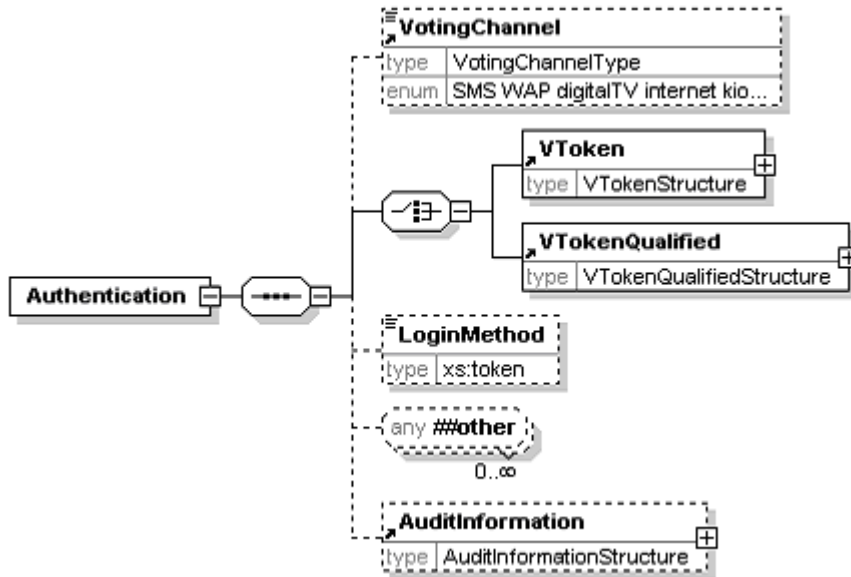 VotingChannel
type VotingChannelType
enum SMS WAP digitalTV internet kio...
VToken
type VTokenStructure
VTokenQualified
type VTokenQualifiedStructure
Authentication
LoginMethod
type xs:token
any ##other
0..∞
AuditInformation
type AuditInformationStructure